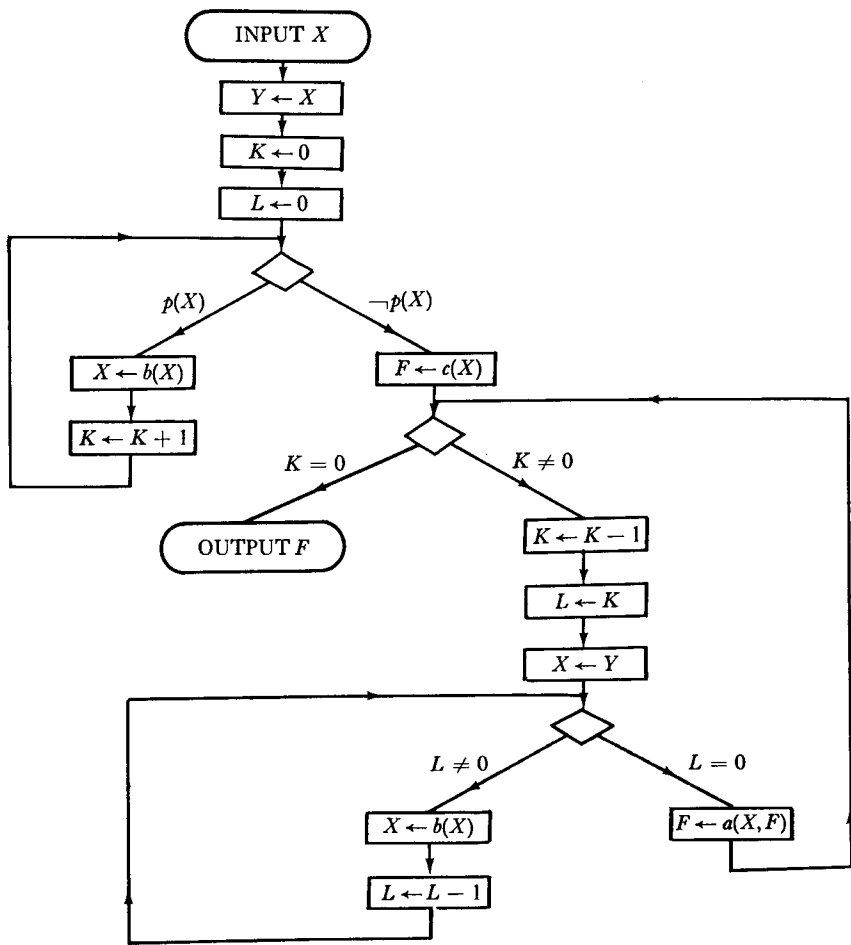 INPUT X
Y ← X
K ← 0
L ← 0
p(X)
¬p(X)
X ← b(X)
F ← c(X)
K ← K + 1
K = 0
K ≠ 0
OUTPUT F
K ← K − 1
L ← K
X ← Y
L ≠ 0
L = 0
X ← b(X)
F ← a(X, F)
L ← L − 1